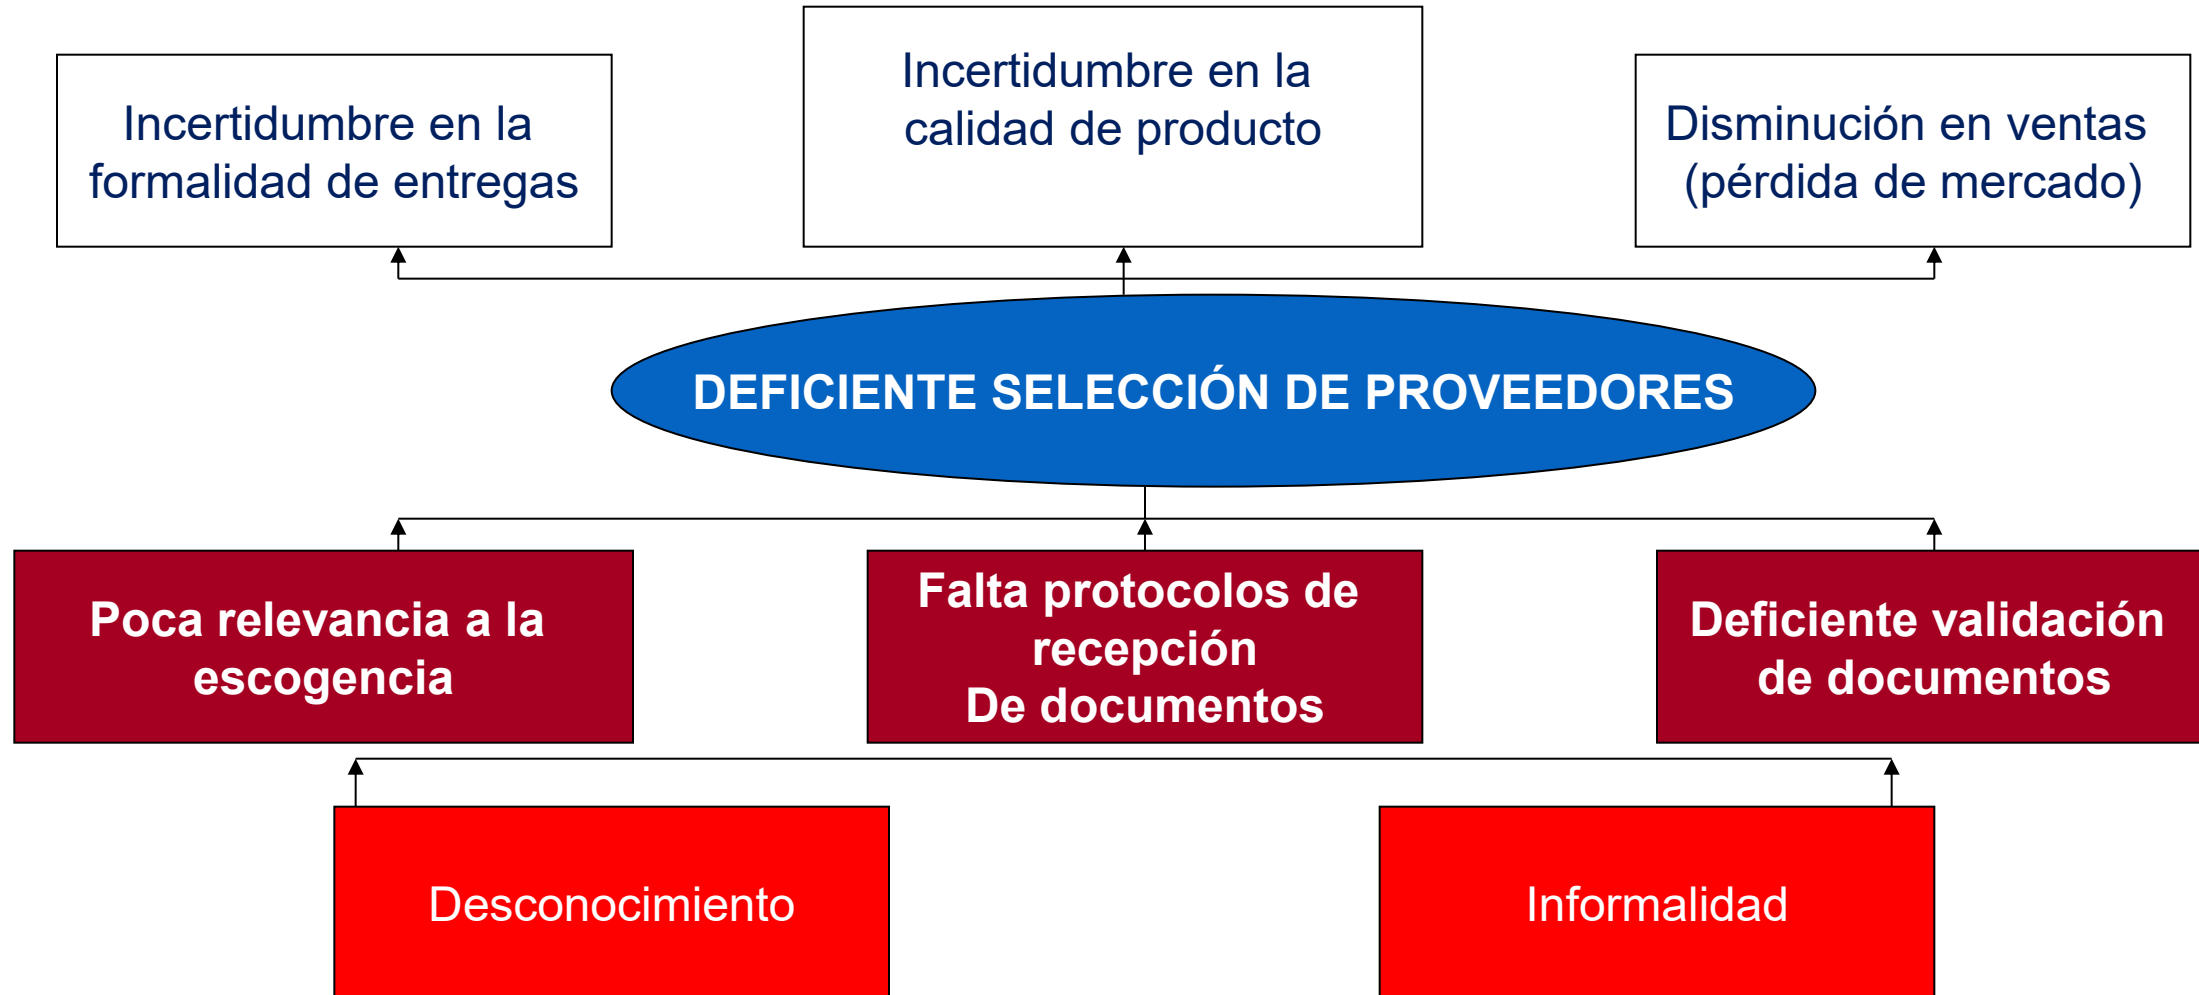 Incertidumbre en la
formalidad de entregas
Incertidumbre en la
calidad de producto
Disminución en ventas
(pérdida de mercado)
DEFICIENTE SELECCIÓN DE PROVEEDORES
Poca relevancia a la
escogencia
Falta protocolos de
recepción
De documentos
Deficiente validación
de documentos
Desconocimiento
Informalidad